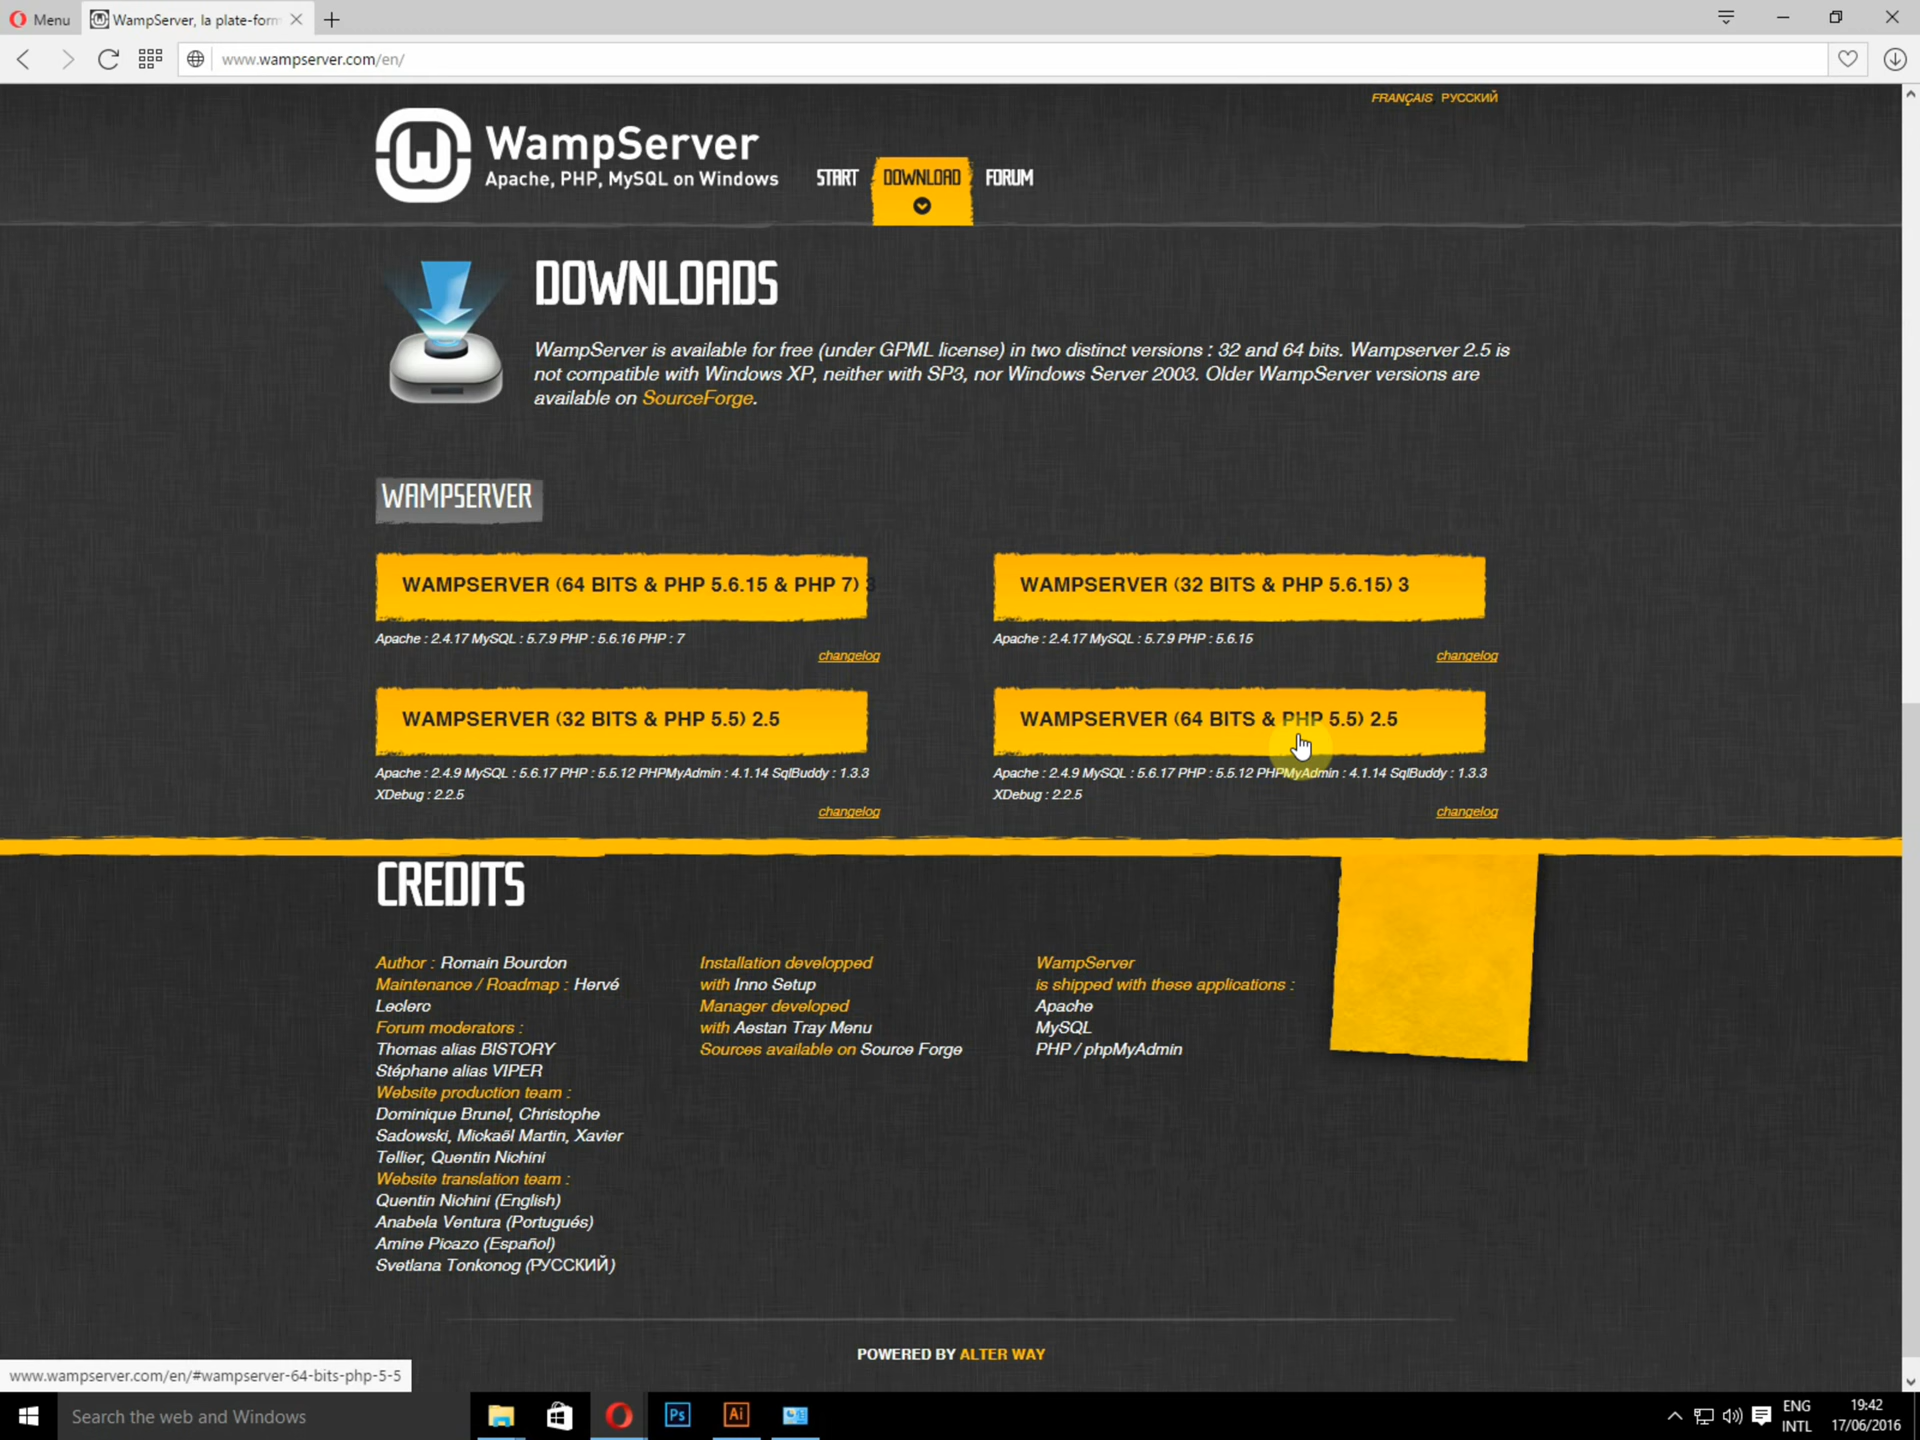 Menu
WampServer, la plate-form
www.wampserver.com/en/
FRANÇAIS РУССКИЙ
WampServer
Apache, PHP, MySQL on Windows
START
DOWNLOAD
FORUM
DOWNLOADS
WampServer is available for free (under GPML license) in two distinct versions : 32 and 64 bits. Wampserver 2.5 is
not compatible with Windows XP, neither with SP3, nor Windows Server 2003. Older WampServer versions are
available on SourceForge.
WAMPSERVER
WAMPSERVER (64 BITS & PHP 5.6.15 & PHP 7) 3
Apache : 2.4.17 MySQL : 5.7.9 PHP : 5.6.16 PHP : 7
changelog
WAMPSERVER (32 BITS & PHP 5.6.15) 3
Apache : 2.4.17 MySQL : 5.7.9 PHP : 5.6.15
changelog
WAMPSERVER (32 BITS & PHP 5.5) 2.5
Apache : 2.4.9 MySQL : 5.6.17 PHP : 5.5.12 PHPMyAdmin : 4.1.14 SqlBuddy : 1.3.3
XDebug : 2.2.5
changelog
WAMPSERVER (64 BITS & PHP 5.5) 2.5
Apache : 2.4.9 MySQL : 5.6.17 PHP : 5.5.12 PHPMyAdmin : 4.1.14 SqlBuddy : 1.3.3
XDebug : 2.2.5
changelog
CREDITS
Author : Romain Bourdon
Maintenance / Roadmap : Hervé
Leclerc
Forum moderators :
Thomas alias BISTORY
Stéphane alias VIPER
Website production team :
Dominique Brunel, Christophe
Sadowski, Mickaël Martin, Xavier
Tellier, Quentin Nichini
Website translation team :
Quentin Nichini (English)
Anabela Ventura (Portugués)
Amine Picazo (Español)
Svetlana Tonkonog (РУССКИЙ)
Installation developped
with Inno Setup
Manager developed
with Aestan Tray Menu
Sources available on Source Forge
WampServer
is shipped with these applications :
Apache
MySQL
PHP / phpMyAdmin
POWERED BY ALTER WAY
www.wampserver.com/en/#wampserver-64-bits-php-5-5
Search the web and Windows
Ps
Ai
ENG
INTL
19:42
17/06/2016